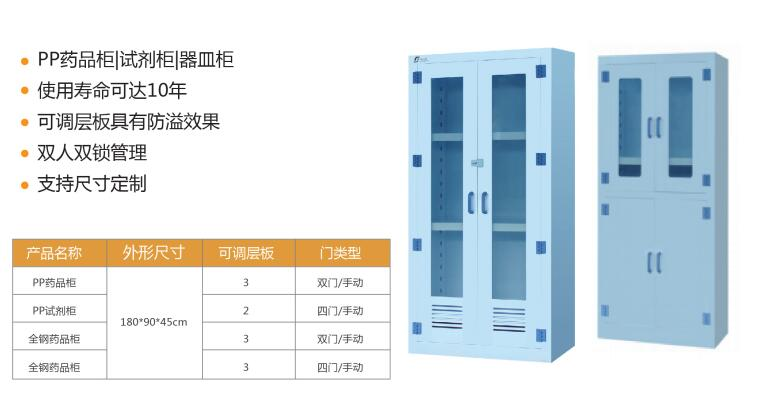 PP药品柜|试剂柜|器皿柜
使用寿命可达10年
可调层板具有防溢效果
双人双锁管理
支持尺寸定制
产品名称 外形尺寸 可调层板 门类型
PP药品柜 180*90*45cm 3 双门/手动
PP试剂柜 2 四门/手动
全钢药品柜 3 双门/手动
全钢药品柜 3 四门/手动